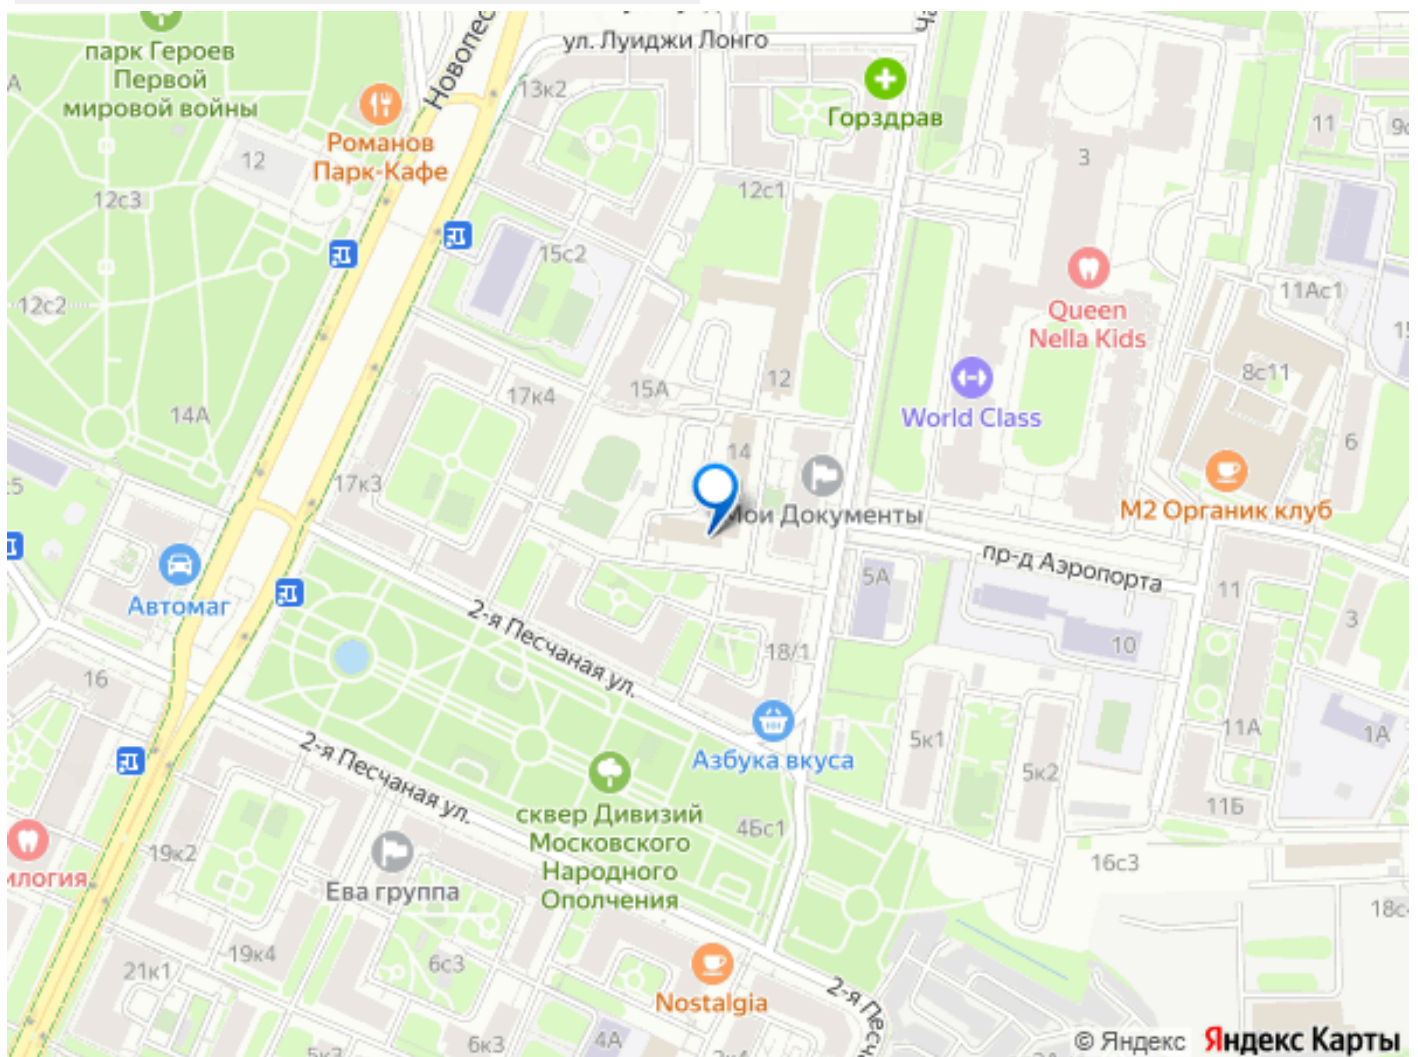 парк Героев
Первой
мировой войны
ул. Луиджи Лонго
13к2
Горздрав
11
Романов
Парк-Кафе
12
3
12с3
12с1
15с2
Queen
Nella Kids
11Ас1
12с2
12
8с11
15А
17к4
World Class
14А
6
14
17к3
Мои Документы
М2 Органик клуб
пр-д Аэропорта
5А
11
Автомаг
2-я Песчаная ул.
3
10
18/1
16
5к1
11А
1А
2-я Песчаная ул.
Азбука вкуса
5к2
11Б
сквер Дивизий
Московского
Народного
Ополчения
4Бс1
19к2
16с3
Ева группа
19к4
6с3
21к1
Nostalgia
6к3
4А
© Яндекс Яндекс Карты